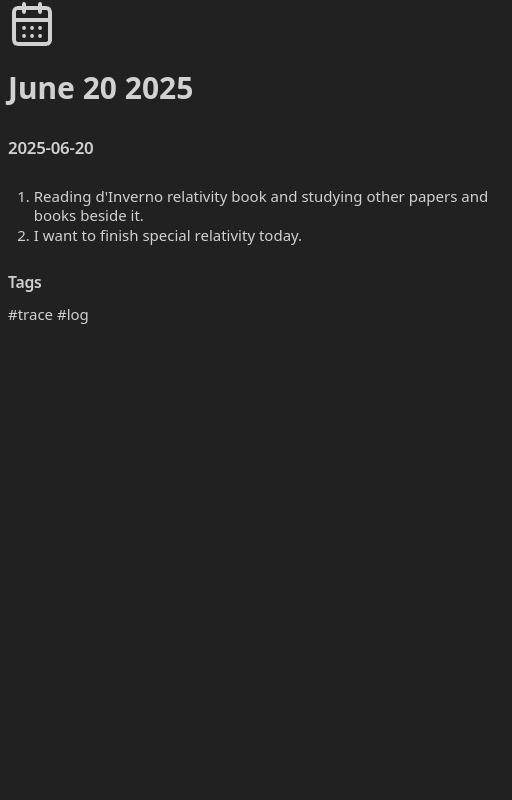 June 20 2025
2025-06-20
1. Reading d'Inverno relativity book and studying other papers and
books beside it.
2. I want to finish special relativity today.
Tags
#trace #log